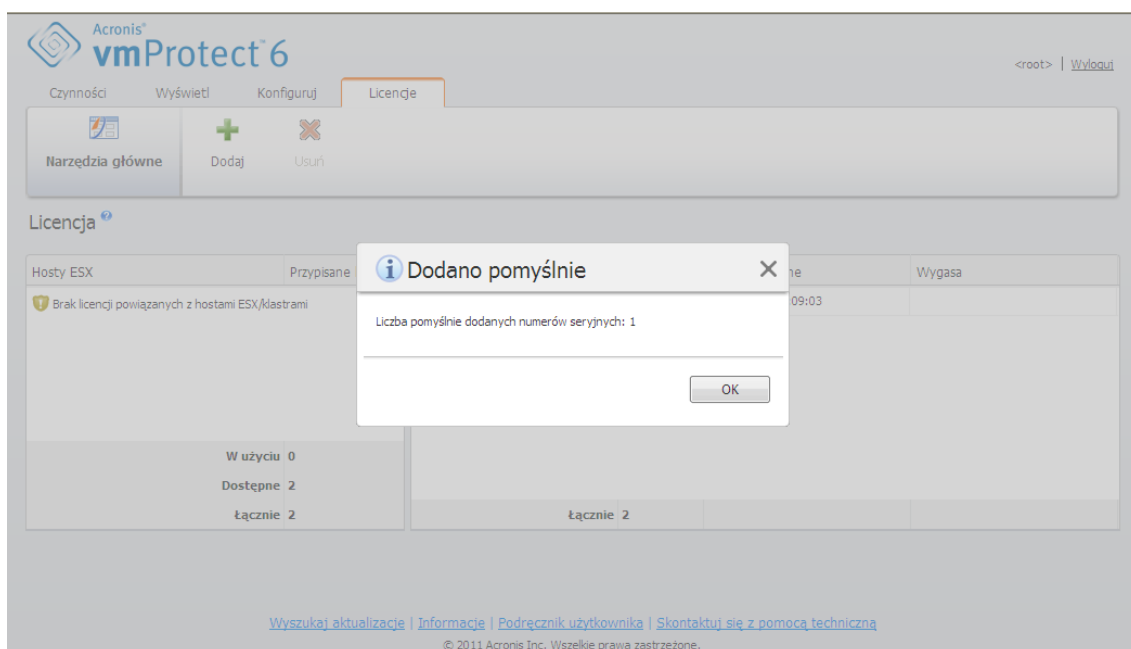 Acronis®
vmProtect™ 6
<root> | Wyloguj
Czynności Wyświetl Konfiguruj Licencje
Narzędzia główne Dodaj Usuń
Licencja
Hosty ESX Przypisane Wygasa
Brak licencji powiązanych z hostami ESX/klastrami 09:03
Dodano pomyślnie
Liczba pomyślnie dodanych numerów seryjnych: 1
OK
W użyciu 0
Dostępne 2
Łącznie 2 Łącznie 2
Wyszukaj aktualizacje | Informacje | Podręcznik użytkownika | Skontaktuj się z pomocą techniczną
© 2011 Acronis Inc. Wszelkie prawa zastrzeżone.